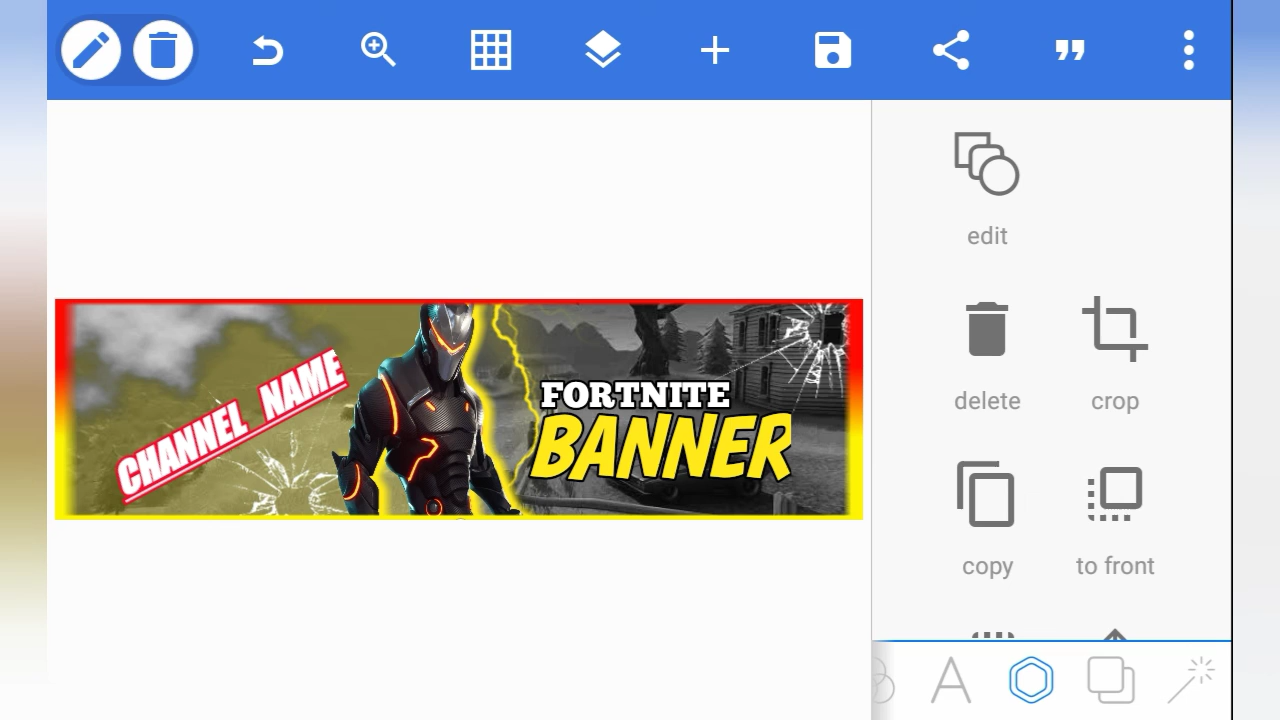 CHANNEL NAME
FORTNITE
BANNER
edit
delete
crop
copy
to front